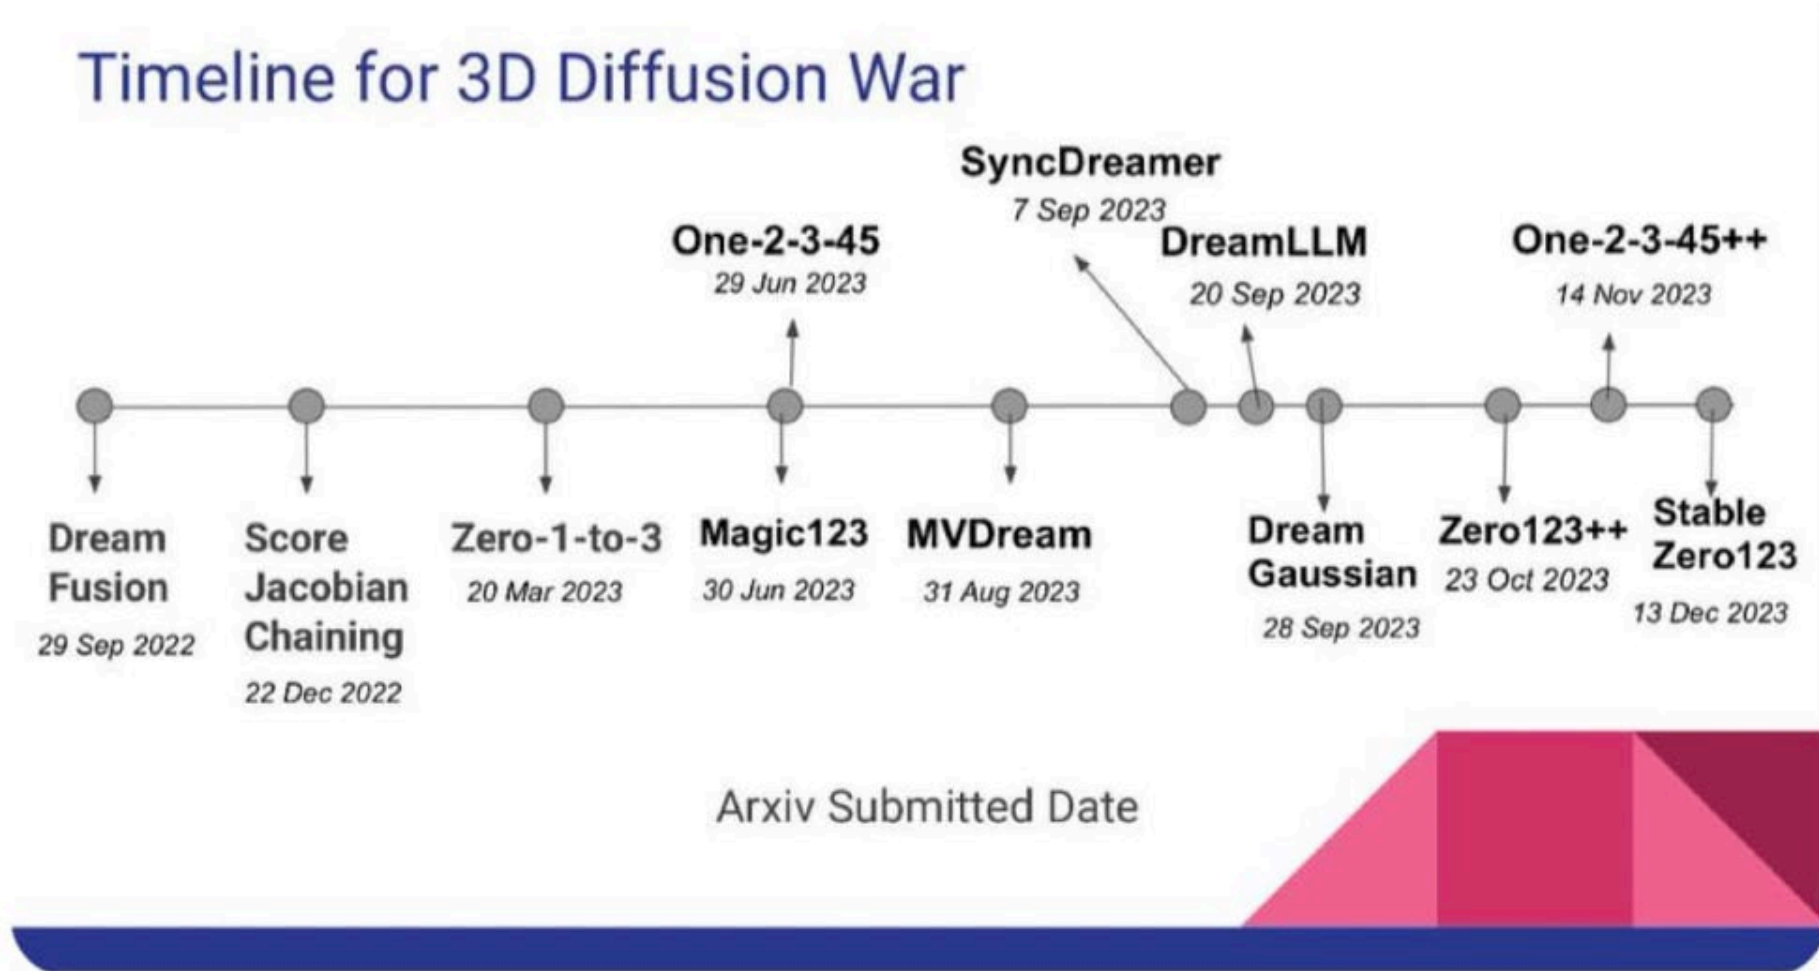 Timeline for 3D Diffusion War
SyncDreamer
7 Sep 2023
One-2-3-45
29 Jun 2023
DreamLLM
20 Sep 2023
One-2-3-45++
14 Nov 2023
Dream
Fusion
29 Sep 2022
Score
Jacobian
Chaining
22 Dec 2022
Zero-1-to-3
20 Mar 2023
Magic123
30 Jun 2023
MVDream
31 Aug 2023
Dream
Gaussian
28 Sep 2023
Zero123++
23 Oct 2023
Stable
Zero123
13 Dec 2023
Arxiv Submitted Date